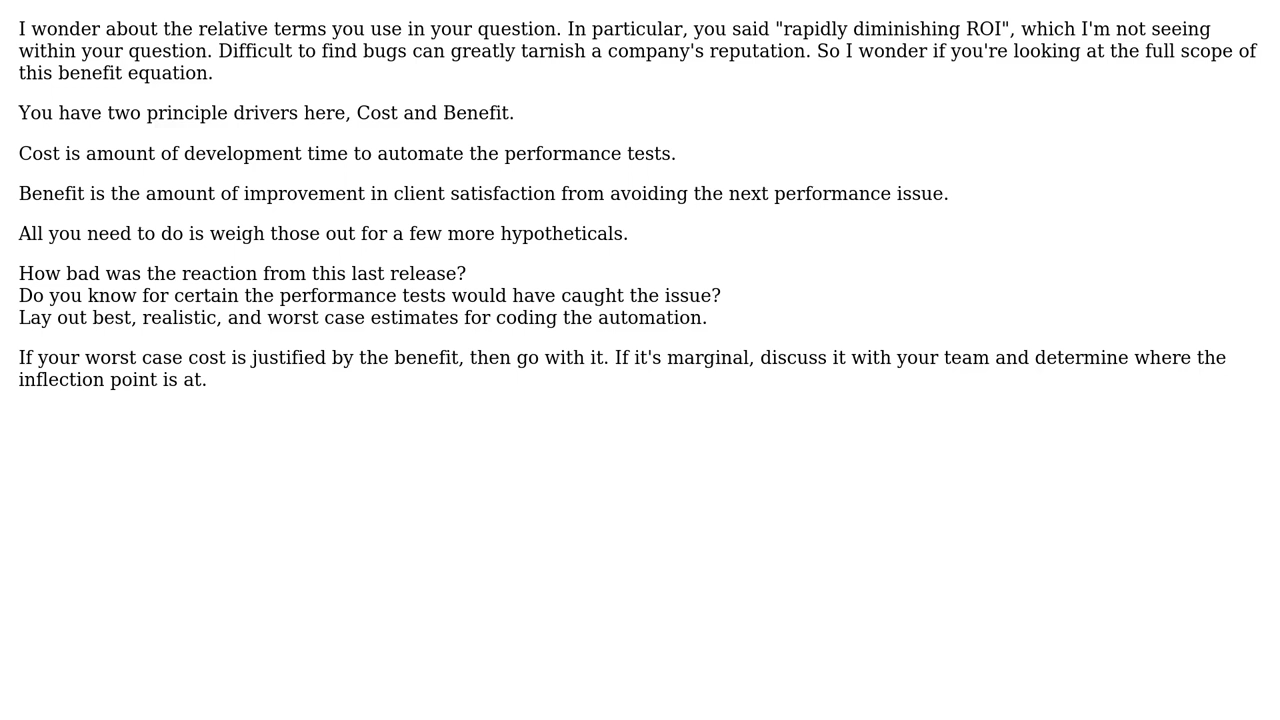 I wonder about the relative terms you use in your question. In particular, you said "rapidly diminishing ROI", which I'm not seeing
within your question. Difficult to find bugs can greatly tarnish a company's reputation. So I wonder if you're looking at the full scope of
this benefit equation.
You have two principle drivers here, Cost and Benefit.
Cost is amount of development time to automate the performance tests.
Benefit is the amount of improvement in client satisfaction from avoiding the next performance issue.
All you need to do is weigh those out for a few more hypotheticals.
How bad was the reaction from this last release?
Do you know for certain the performance tests would have caught the issue?
Lay out best, realistic, and worst case estimates for coding the automation.
If your worst case cost is justified by the benefit, then go with it. If it's marginal, discuss it with your team and determine where the
inflection point is at.